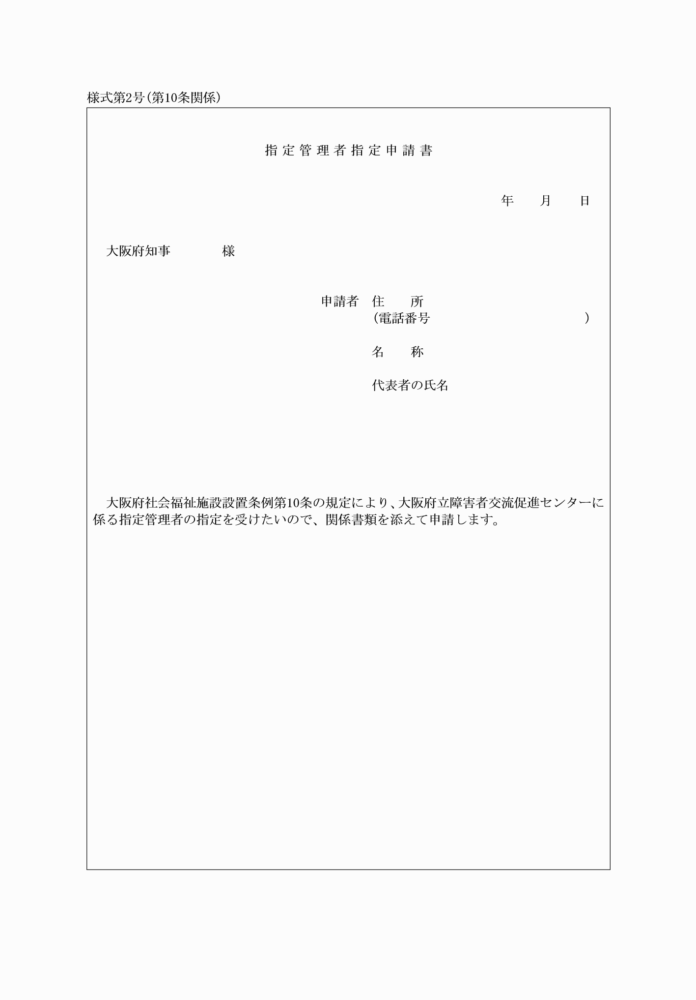 様式第2号(第10条関係)
指定管理者指定申請書
年　　月　　日
大阪府知事　　　　様
申請者　住　　所
(電話番号　　　　　　　　　　　　)
名　　称
代表者の氏名
大阪府社会福祉施設設置条例第10条の規定により、大阪府立障害者交流促進センターに
係る指定管理者の指定を受けたいので、関係書類を添えて申請します。